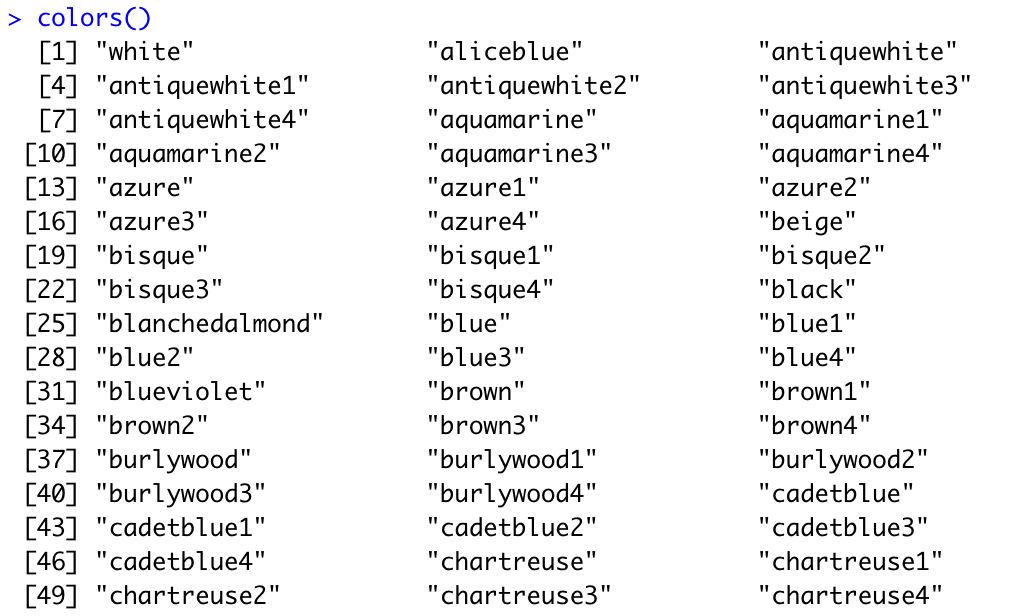 > colors()
[1] "white" "aliceblue" "antiquewhite"
[4] "antiquewhite1" "antiquewhite2" "antiquewhite3"
[7] "antiquewhite4" "aquamarine" "aquamarine1"
[10] "aquamarine2" "aquamarine3" "aquamarine4"
[13] "azure" "azure1" "azure2"
[16] "azure3" "azure4" "beige"
[19] "bisque" "bisque1" "bisque2"
[22] "bisque3" "bisque4" "black"
[25] "blanchedalmond" "blue" "blue1"
[28] "blue2" "blue3" "blue4"
[31] "blueviolet" "brown" "brown1"
[34] "brown2" "brown3" "brown4"
[37] "burlywood" "burlywood1" "burlywood2"
[40] "burlywood3" "burlywood4" "cadetblue"
[43] "cadetblue1" "cadetblue2" "cadetblue3"
[46] "cadetblue4" "chartreuse" "chartreuse1"
[49] "chartreuse2" "chartreuse3" "chartreuse4"